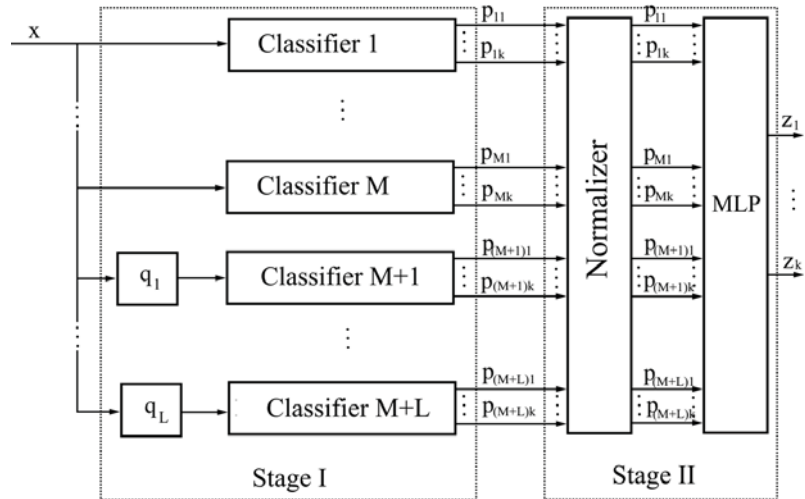 x
Classifier 1
p11
p1k
p11
p1k
Classifier M
pM1
pMk
pM1
pMk
q1
Classifier M+1
p(M+1)1
p(M+1)k
p(M+1)1
p(M+1)k
qL
Classifier M+L
p(M+L)1
p(M+L)k
p(M+L)1
p(M+L)k
Normalizer
MLP
z1
zk
Stage I
Stage II